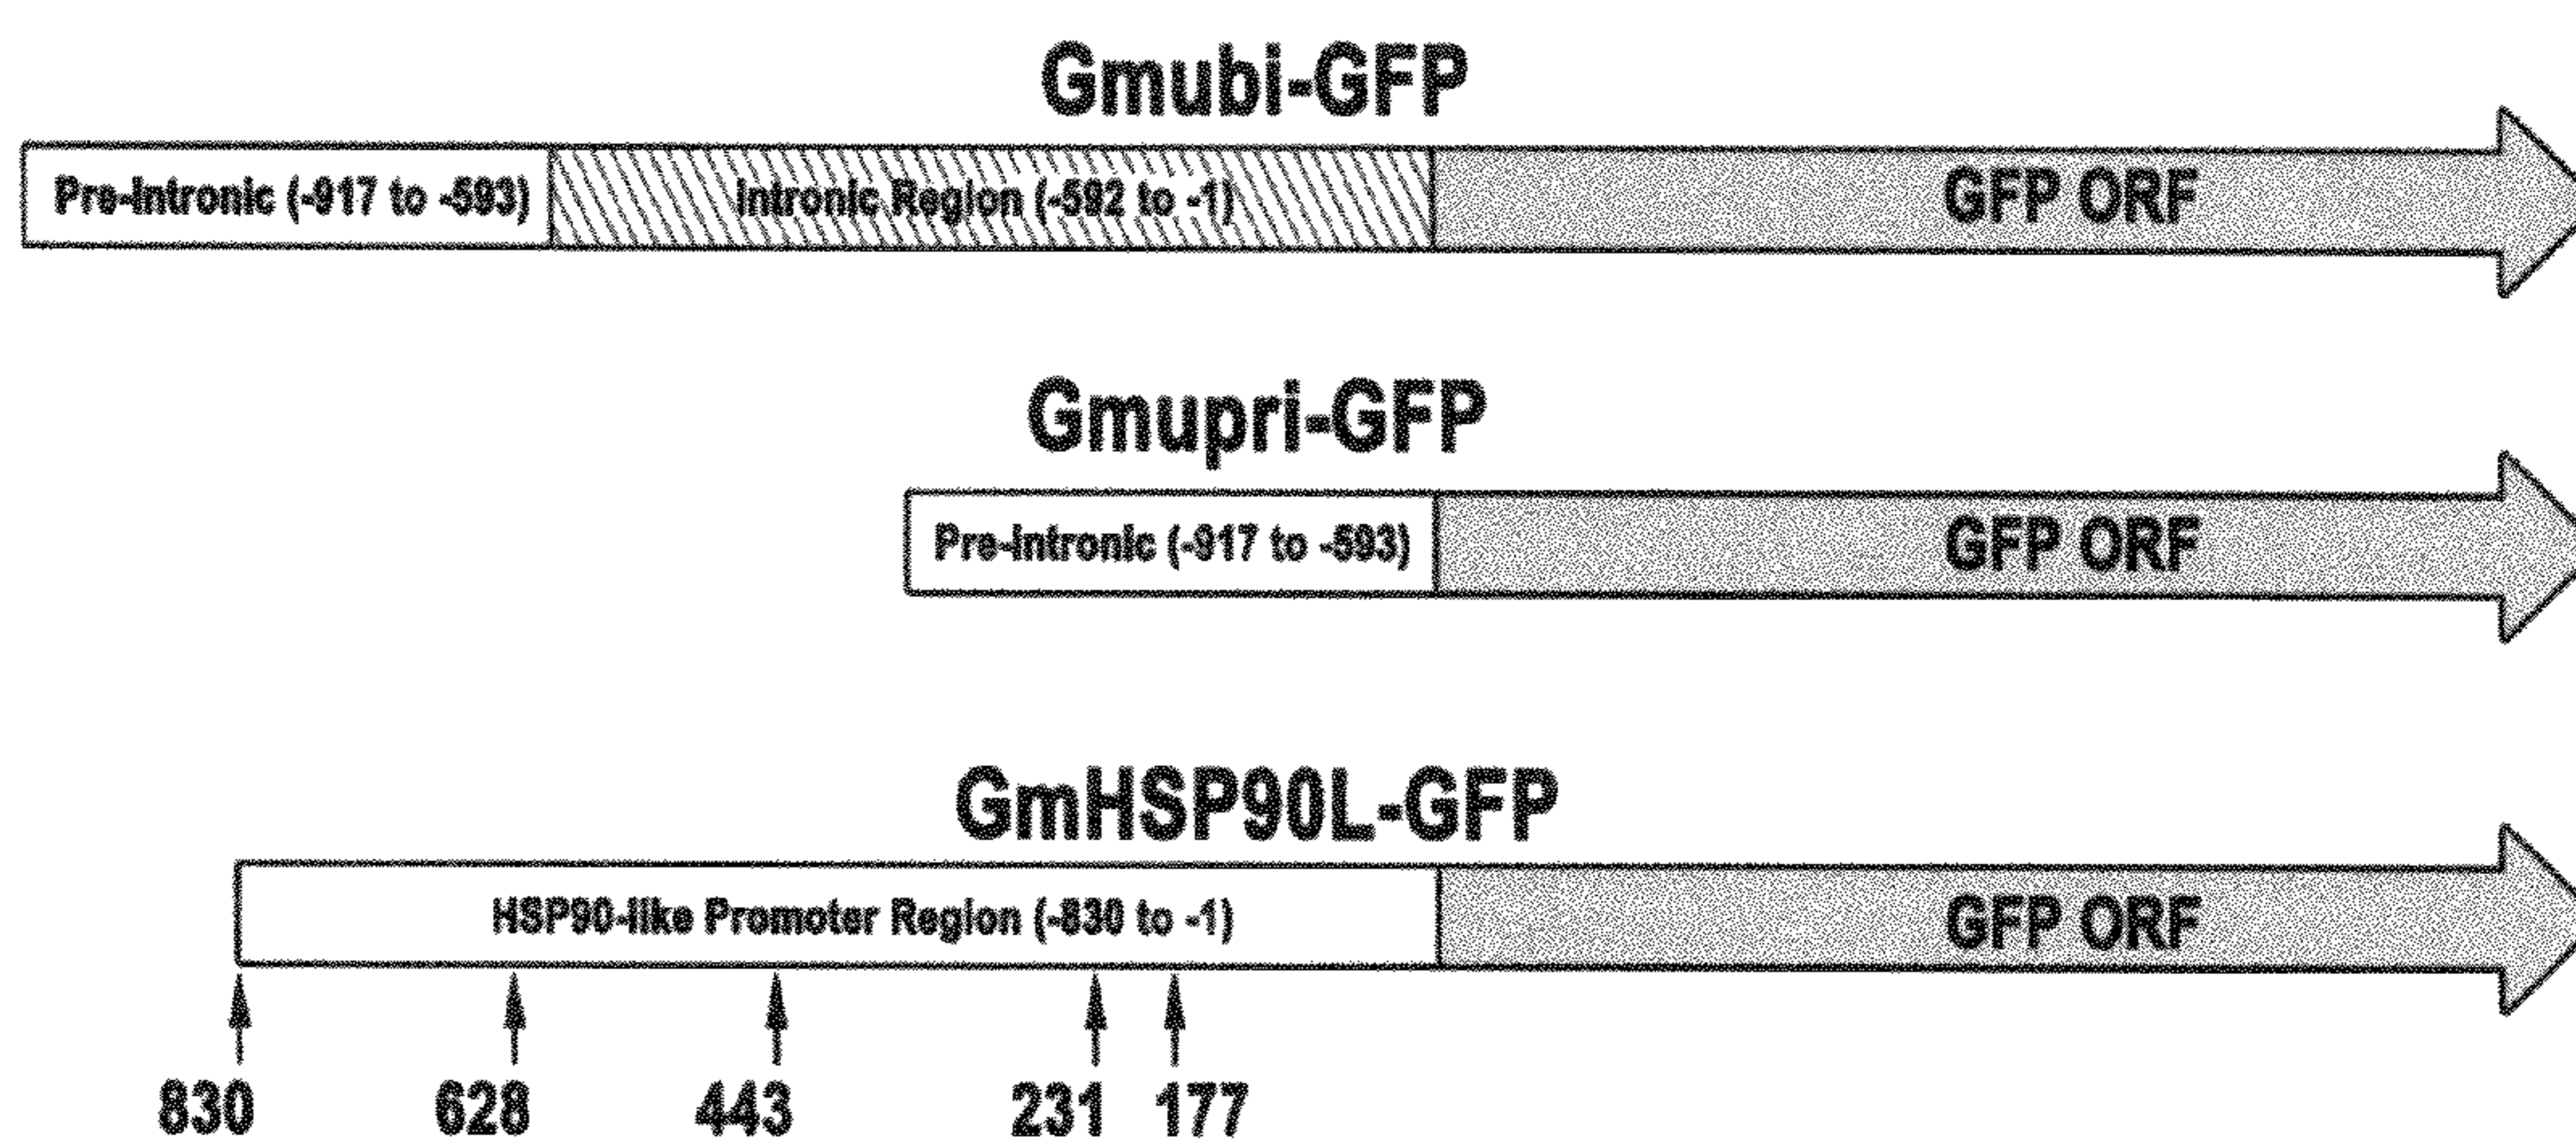 Gmubi-GFP
Pre-Intronic (-917 to -593) Intronic Region (-592 to -1) GFP ORF
Gmupri-GFP
Pre-Intronic (-917 to -593) GFP ORF
GmHSP90L-GFP
HSP90-like Promoter Region (-830 to -1) GFP ORF
830 628 443 231 177